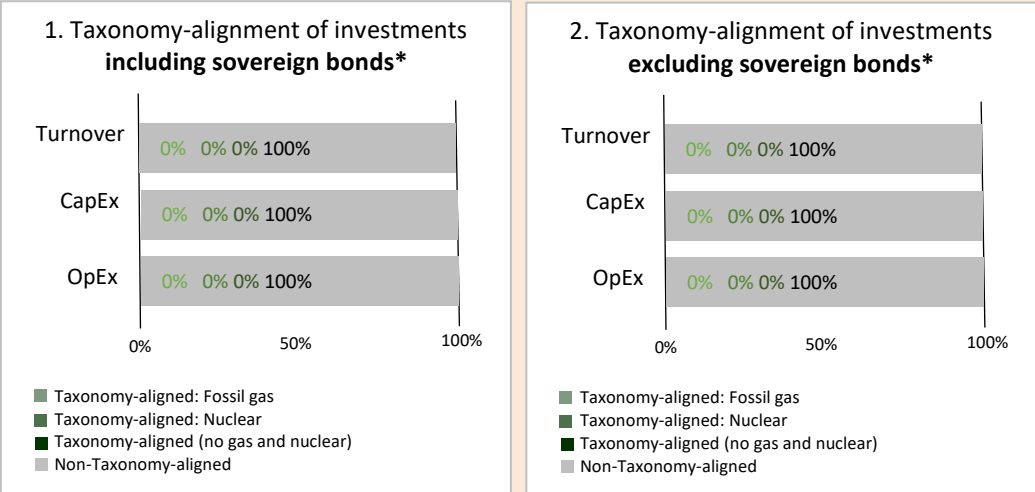 1. Taxonomy-alignment of investments
including sovereign bonds*
Turnover
0% 0% 0% 100%
CapEx
0% 0% 0% 100%
OpEx
0% 0% 0% 100%
0% 50% 100%
Taxonomy-aligned: Fossil gas
Taxonomy-aligned: Nuclear
Taxonomy-aligned (no gas and nuclear)
Non-Taxonomy-aligned
2. Taxonomy-alignment of investments
excluding sovereign bonds*
Turnover
0% 0% 0% 100%
CapEx
0% 0% 0% 100%
OpEx
0% 0% 0% 100%
0% 50% 100%
Taxonomy-aligned: Fossil gas
Taxonomy-aligned: Nuclear
Taxonomy-aligned (no gas and nuclear)
Non-Taxonomy-aligned